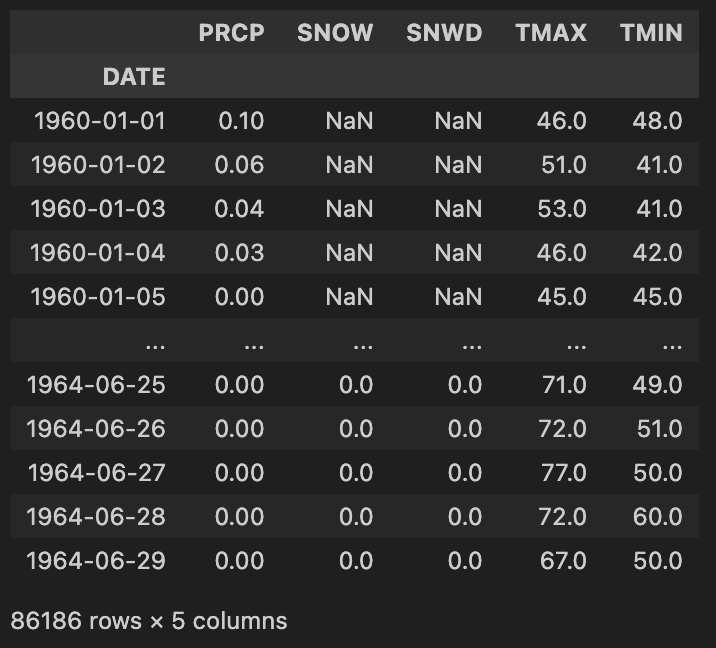 PRCP SNOW SNWD TMAX TMIN
DATE
1960-01-01 0.10 NaN NaN 46.0 48.0
1960-01-02 0.06 NaN NaN 51.0 41.0
1960-01-03 0.04 NaN NaN 53.0 41.0
1960-01-04 0.03 NaN NaN 46.0 42.0
1960-01-05 0.00 NaN NaN 45.0 45.0
... ... ... ... ... ...
1964-06-25 0.00 0.0 0.0 71.0 49.0
1964-06-26 0.00 0.0 0.0 72.0 51.0
1964-06-27 0.00 0.0 0.0 77.0 50.0
1964-06-28 0.00 0.0 0.0 72.0 60.0
1964-06-29 0.00 0.0 0.0 67.0 50.0
86186 rows × 5 columns